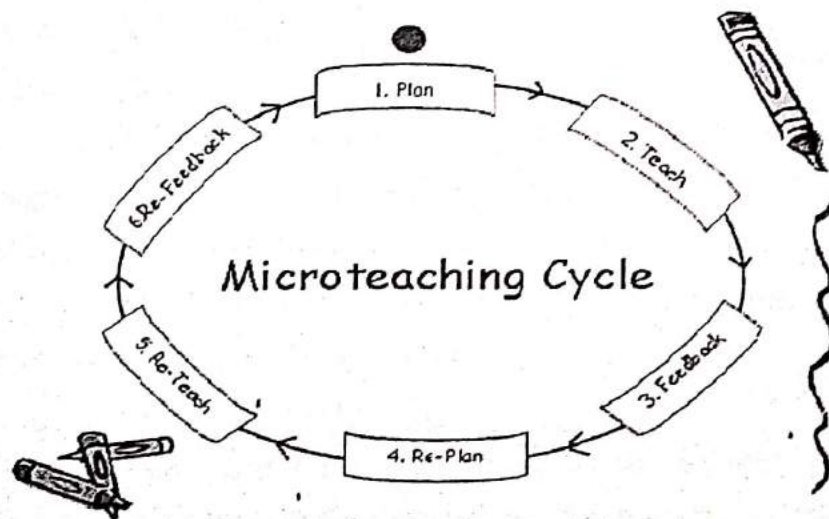 1. Plan
2. Teach
Microteaching Cycle
3. Feedback
4. Re-Plan
5. Re-Teach
6.Re-Feedback